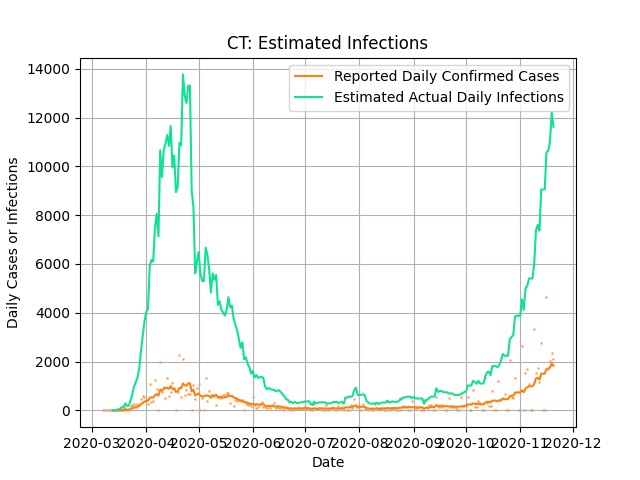 CT: Estimated Infections
Reported Daily Confirmed Cases
Estimated Actual Daily Infections
Daily Cases or Infections
14000
12000
10000
8000
6000
4000
2000
0
2020-03 2020-04 2020-05 2020-06 2020-07 2020-08 2020-09 2020-10 2020-11 2020-12
Date